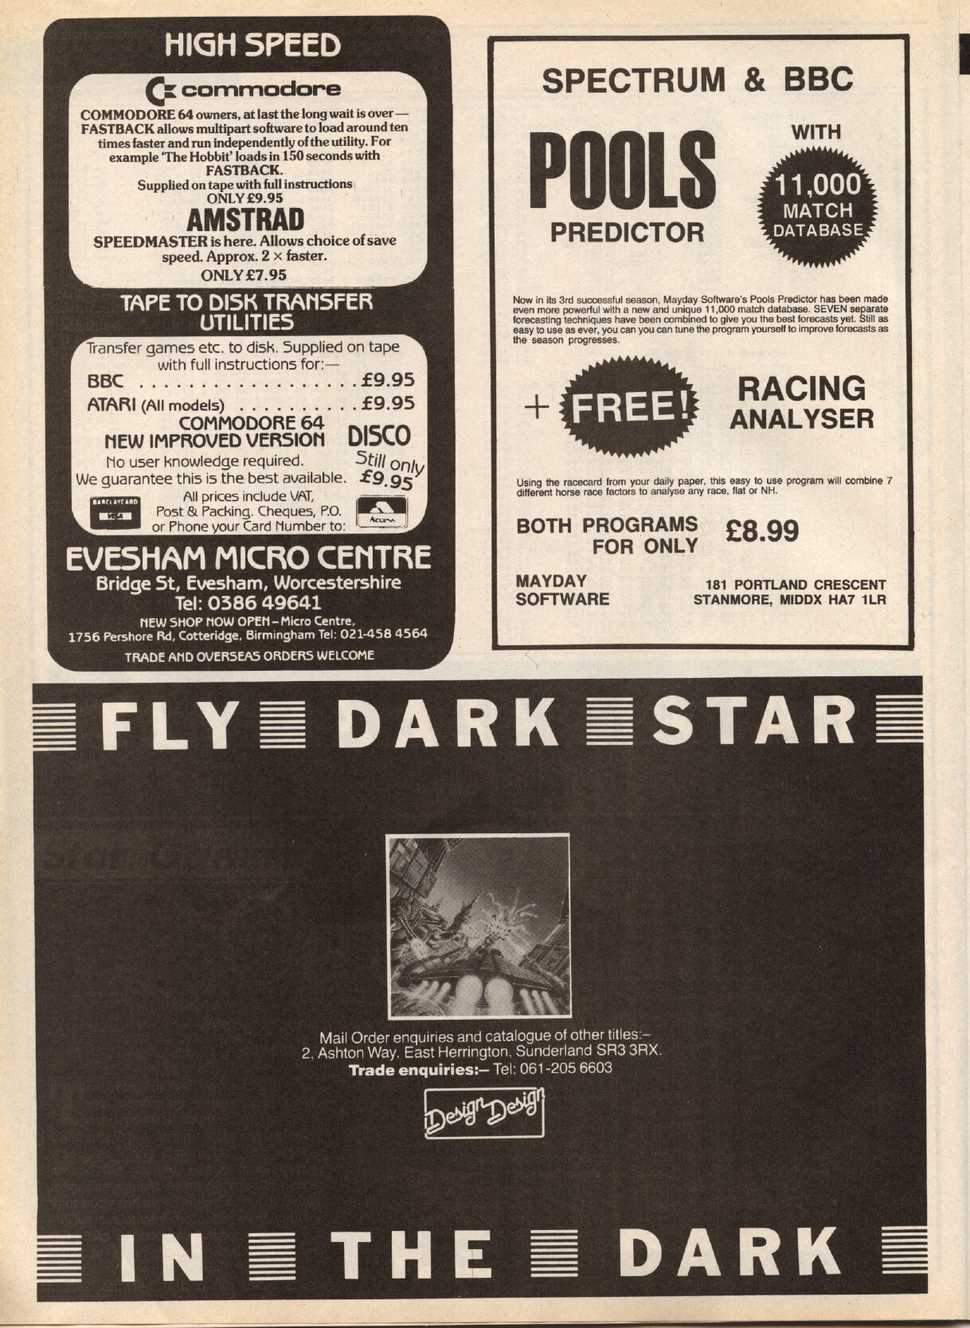 HIGH SPEED
commodore
COMMODORE 64 owners, at last the long wait is over—
FASTBACK allows multipart software to load around ten
times faster and run independently of the utility. For
example 'The Hobbit' loads in 150 seconds with
FASTBACK.
Supplied on tape with full instructions
ONLY £9.95
AMSTRAD
SPEEDMASTER is here. Allows choice of save
speed. Approx. 2 × faster.
ONLY £7.95
TAPE TO DISK TRANSFER
UTILITIES
Transfer games etc. to disk. Supplied on tape
with full instructions for:—
BBC . . . . . . . . . . . . . . . . . . . . £9.95
ATARI (All models) . . . . . . . . . . . £9.95
COMMODORE 64
NEW IMPROVED VERSION DISCO
No user knowledge required. Still only
We guarantee this is the best available. £9.95
All prices include VAT,
Post & Packing. Cheques, P.O.
or Phone your Card Number to:
BARCLAYCARD
VISA
Acorn
EVESHAM MICRO CENTRE
Bridge St, Evesham, Worcestershire
Tel: 0386 49641
NEW SHOP NOW OPEN – Micro Centre,
1756 Pershore Rd, Cotteridge, Birmingham Tel: 021-458 4564
TRADE AND OVERSEAS ORDERS WELCOME
SPECTRUM & BBC
POOLS
PREDICTOR
WITH
11,000
MATCH
DATABASE
Now in its 3rd successful season, Mayday Software's Pools Predictor has been made
even more powerful with a new and unique 11,000 match database. SEVEN separate
forecasting techniques have been combined to give you the best forecasts yet. Still as
easy to use as ever, you can you can tune the program yourself to improve forecasts as
the season progresses.
+ FREE! RACING
ANALYSER
Using the racecard from your daily paper, this easy to use program will combine 7
different horse race factors to analyse any race, flat or NH.
BOTH PROGRAMS
FOR ONLY £8.99
MAYDAY
SOFTWARE
181 PORTLAND CRESCENT
STANMORE, MIDDX HA7 1LR
FLY DARK STAR
Mail Order enquiries and catalogue of other titles:–
2, Ashton Way, East Herrington, Sunderland SR3 3RX.
Trade enquiries:– Tel: 061-205 6603
Design Design
IN THE DARK